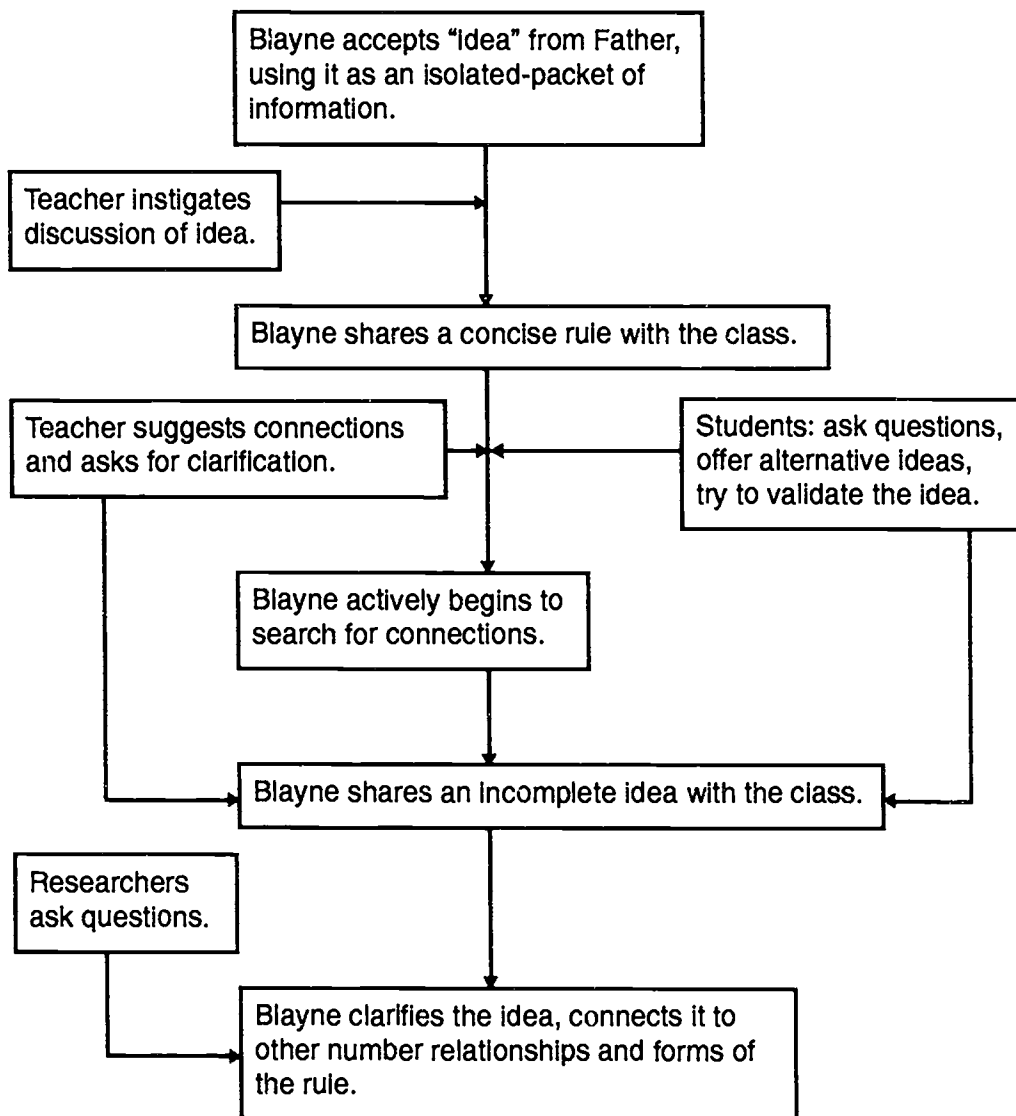 Blayne accepts "idea" from Father,
using it as an isolated-packet of
information.
Teacher instigates
discussion of idea.
Blayne shares a concise rule with the class.
Teacher suggests connections
and asks for clarification.
Students: ask questions,
offer alternative ideas,
try to validate the idea.
Blayne actively begins to
search for connections.
Blayne shares an incomplete idea with the class.
Researchers
ask questions.
Blayne clarifies the idea, connects it to
other number relationships and forms of
the rule.